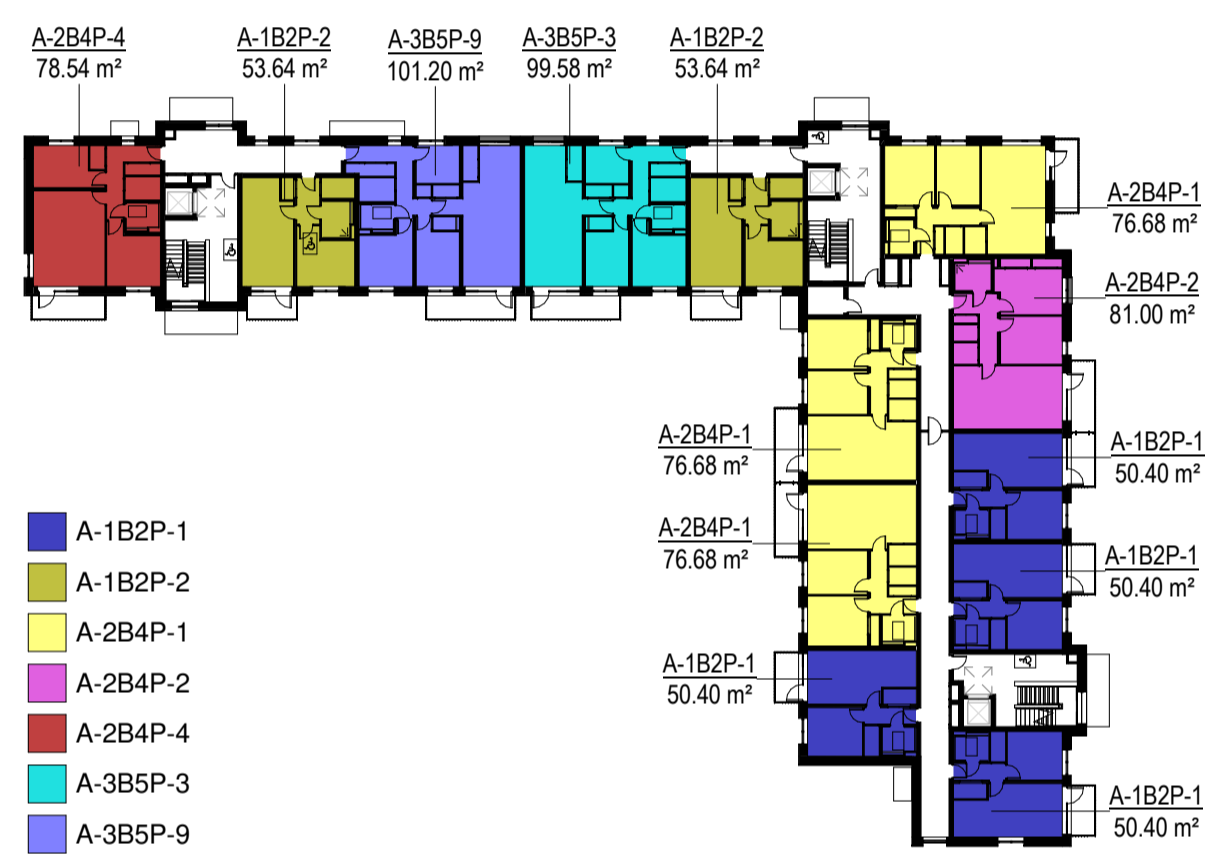 A-2B4P-4
78.54 m²
A-1B2P-2
53.64 m²
A-3B5P-9
101.20 m²
A-3B5P-3
99.58 m²
A-1B2P-2
53.64 m²
A-2B4P-1
76.68 m²
A-2B4P-2
81.00 m²
A-2B4P-1
76.68 m²
A-1B2P-1
50.40 m²
A-2B4P-1
76.68 m²
A-1B2P-1
50.40 m²
A-1B2P-1
50.40 m²
A-1B2P-1
50.40 m²
A-1B2P-1
A-1B2P-2
A-2B4P-1
A-2B4P-2
A-2B4P-4
A-3B5P-3
A-3B5P-9